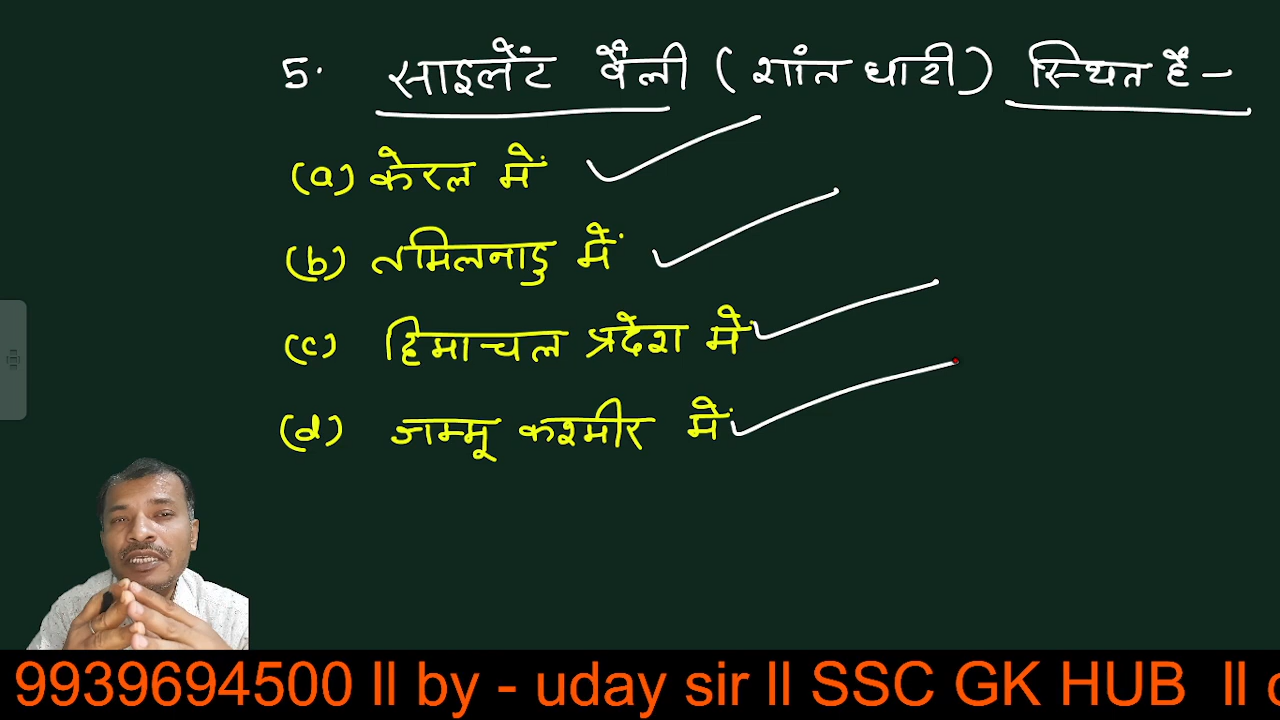 5. साइलेंट वैली (शांत घाटी) स्थित है -
(a) केरल में
(b) तमिलनाडु में
(c) हिमाचल प्रदेश में
(d) जम्मू कश्मीर में
9939694500 ll by - uday sir ll SSC GK HUB ll